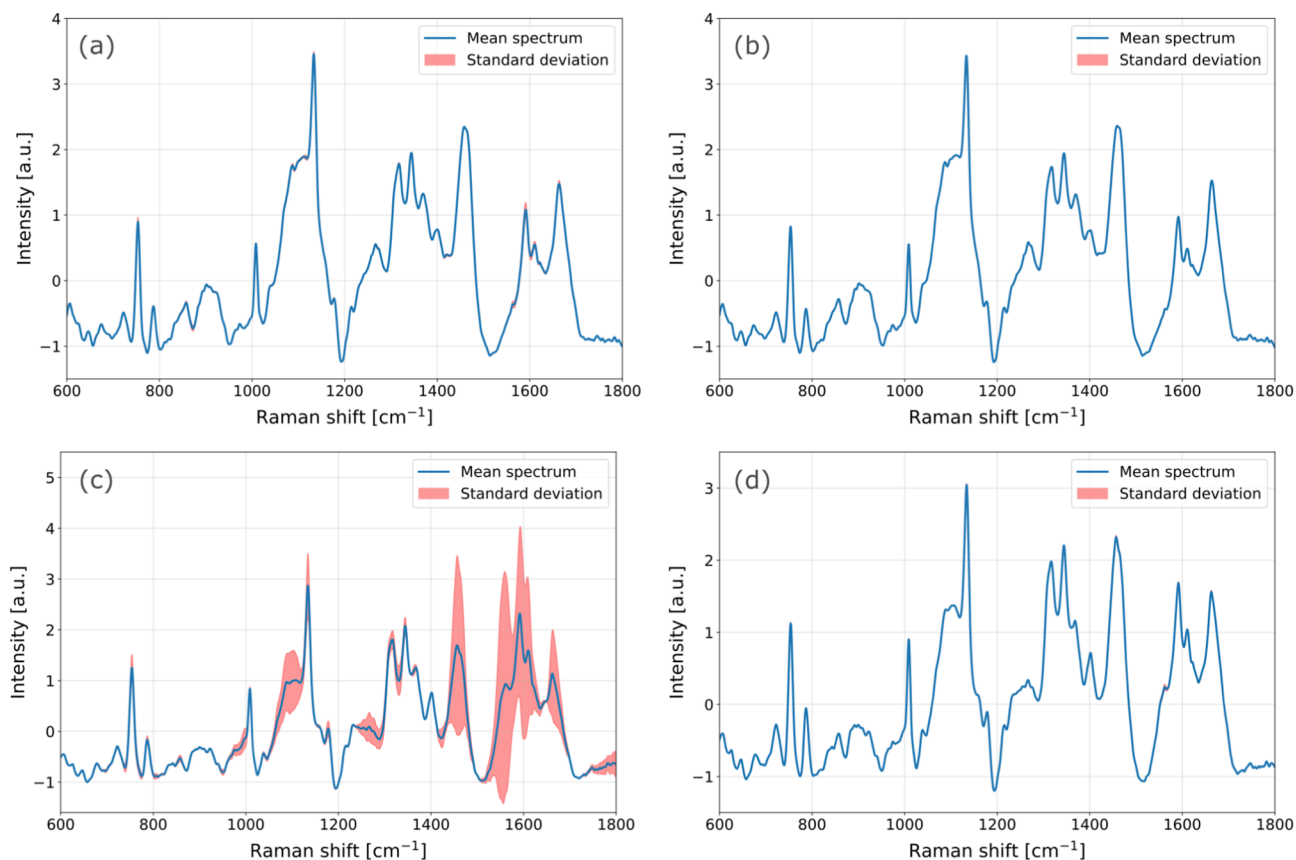 (a)
Mean spectrum
Standard deviation
4
3
2
1
0
−1
Intensity [a.u.]
600 800 1000 1200 1400 1600 1800
Raman shift [cm⁻¹]
(b)
Mean spectrum
Standard deviation
4
3
2
1
0
−1
Intensity [a.u.]
600 800 1000 1200 1400 1600 1800
Raman shift [cm⁻¹]
(c)
Mean spectrum
Standard deviation
5
4
3
2
1
0
−1
Intensity [a.u.]
600 800 1000 1200 1400 1600 1800
Raman shift [cm⁻¹]
(d)
Mean spectrum
Standard deviation
3
2
1
0
−1
Intensity [a.u.]
600 800 1000 1200 1400 1600 1800
Raman shift [cm⁻¹]